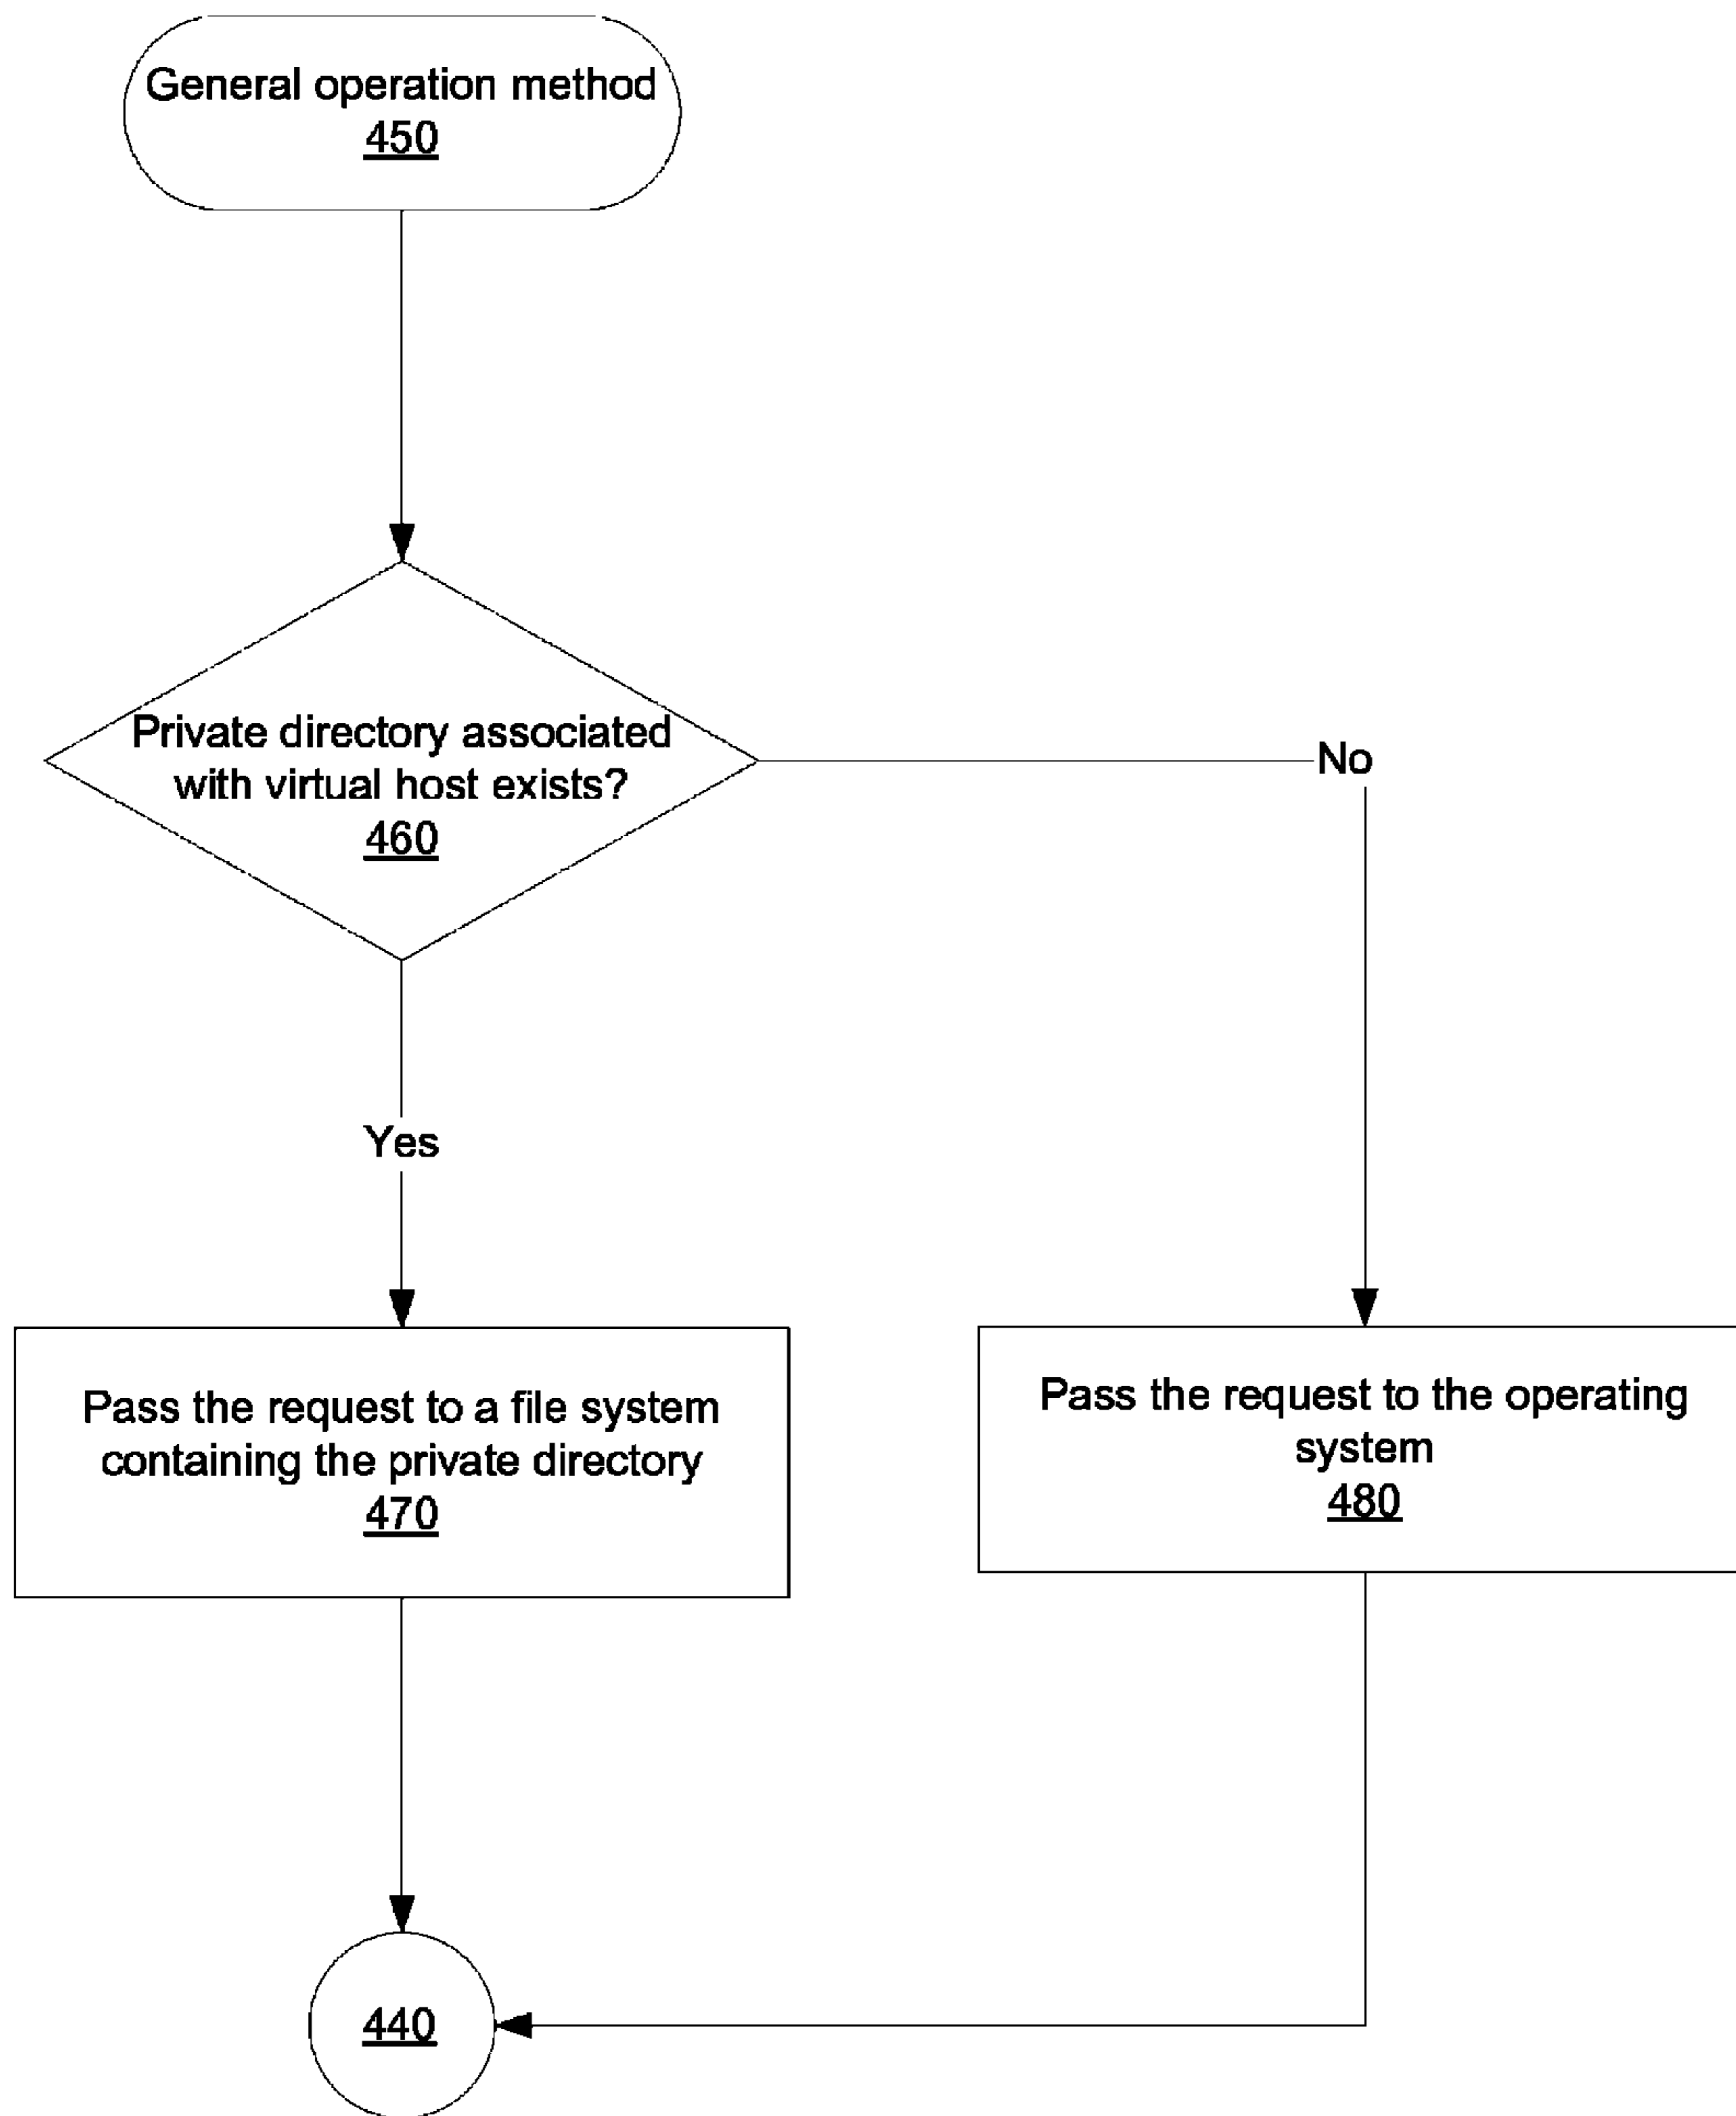 General operation method
450
Private directory associated
with virtual host exists?
460
No
Yes
Pass the request to a file system
containing the private directory
470
Pass the request to the operating
system
480
440